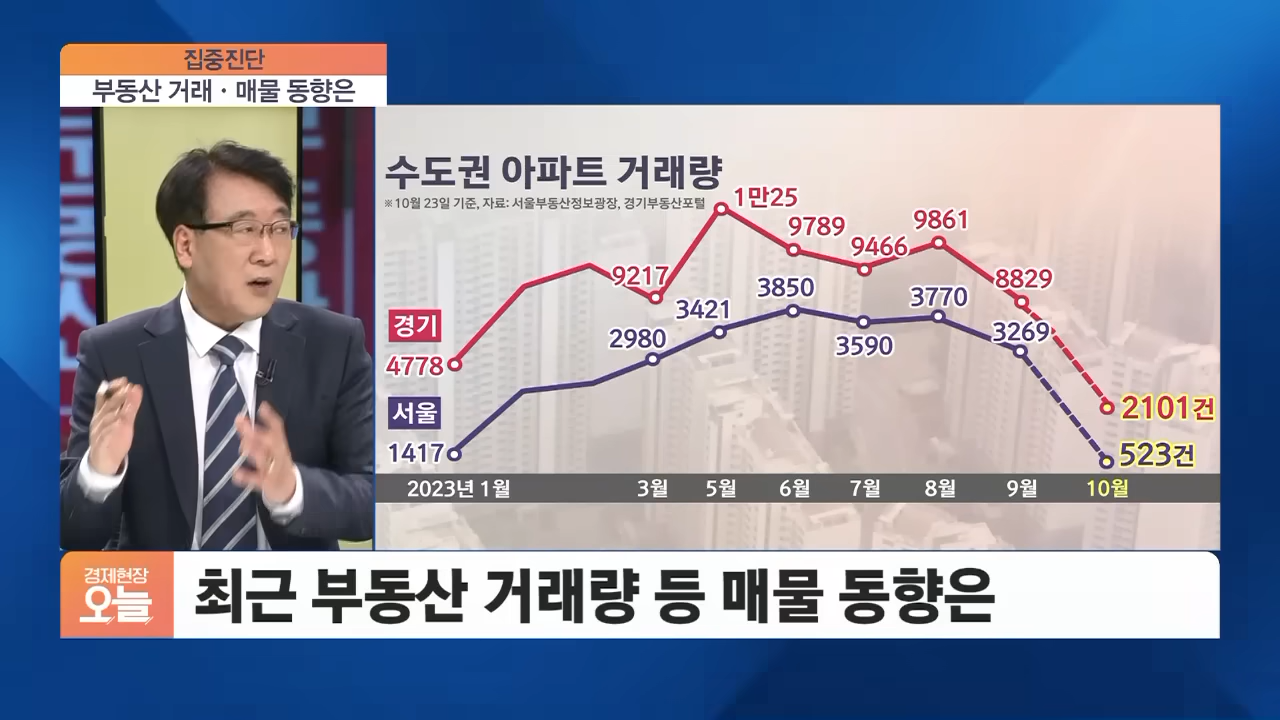 집중진단
부동산 거래·매물 동향은
수도권 아파트 거래량
※10월 23일 기준, 자료: 서울부동산정보광장, 경기부동산포털
1만25
9789
9466
9861
9217
8829
3850
3421
3770
2980
3590
3269
경기
4778
서울
1417
2101건
523건
2023년 1월 3월 5월 6월 7월 8월 9월 10월
경제현장
오늘
최근 부동산 거래량 등 매물 동향은